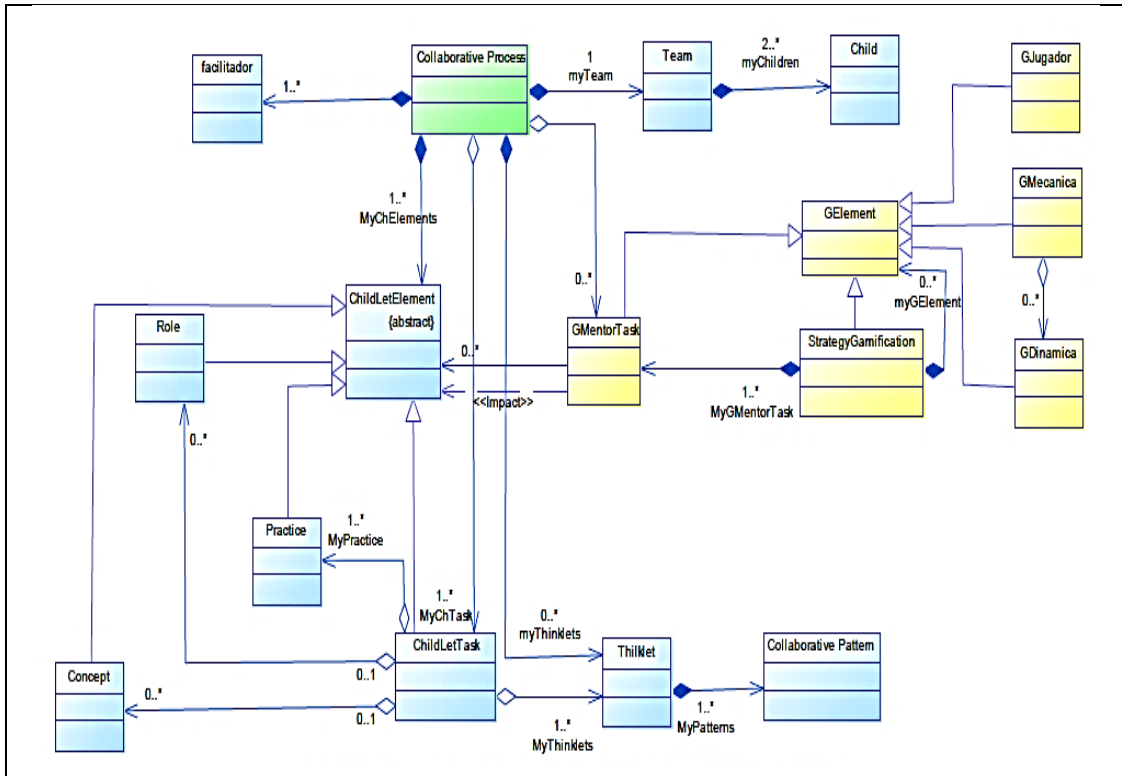 facilitador
1..*
Collaborative Process
1
myTeam
Team
2..*
myChildren
Child
GJugador
GMecanica
GElement
1..*
MyChElements
0..*
0..*
myGElement
0..*
ChildLetElement
{abstract}
Role
0..*
GMentorTask
StrategyGamification
GDinamica
<<Impact>>
1..*
MyGMentorTask
0..*
Practice
1..*
MyPractice
1..*
MyChTask
0..*
myThinklets
ChildLetTask
Thilklet
Collaborative Pattern
Concept
0..*
0..1
0..1
1..*
MyThinklets
1..*
MyPatterns